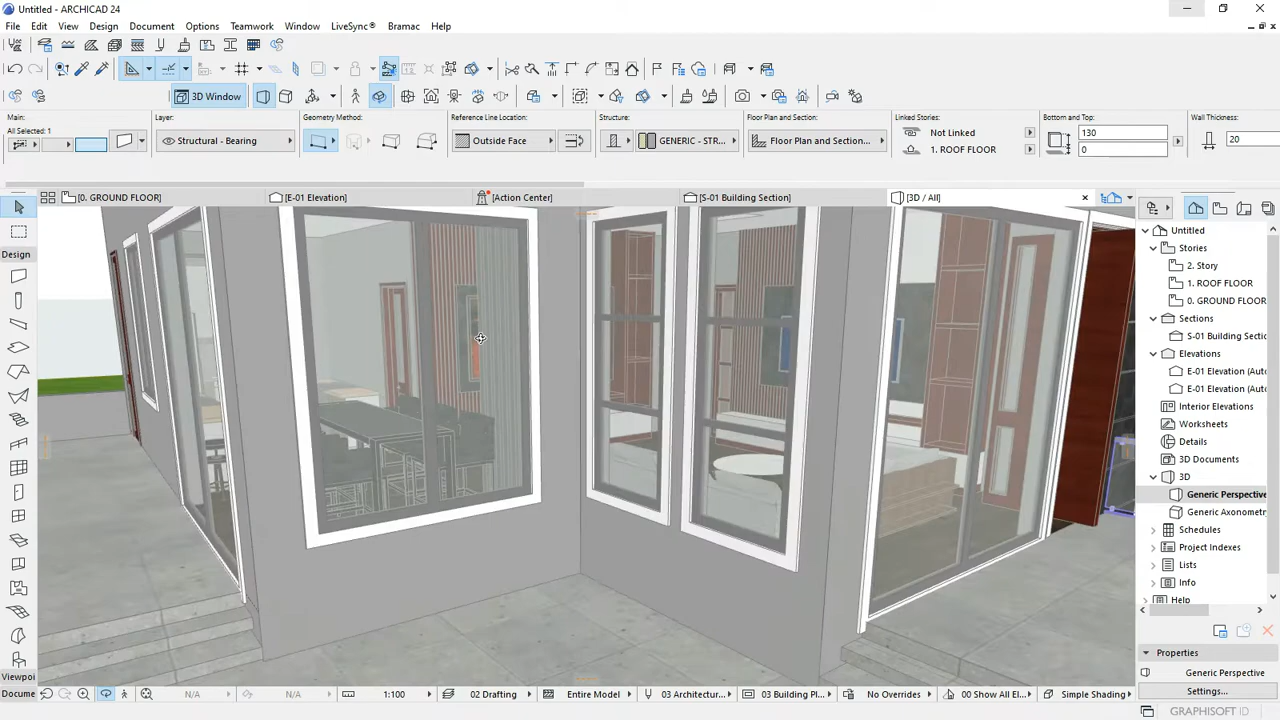 Untitled - ARCHICAD 24
File Edit View Design Document Options Teamwork Window LiveSync® Bramac Help
3D Window
Main:
All Selected: 1
Layer:
Structural - Bearing
Geometry Method:
Reference Line Location:
Outside Face
Structure:
GENERIC - STR...
Floor Plan and Section:
Floor Plan and Section...
Linked Stories:
Not Linked
1. ROOF FLOOR
Bottom and Top:
130
0
Wall Thickness:
20
[0. GROUND FLOOR]
[E-01 Elevation]
[Action Center]
[S-01 Building Section]
[3D / All]
Design
Viewpoi
Docume
Untitled
Stories
2. Story
1. ROOF FLOOR
0. GROUND FLOOR
Sections
S-01 Building Sectio
Elevations
E-01 Elevation (Auto
E-01 Elevation (Auto
Interior Elevations
Worksheets
Details
3D Documents
3D
Generic Perspective
Generic Axonometr
Schedules
Project Indexes
Lists
Info
Help
Properties
Generic Perspective
Settings...
N/A
N/A
1:100
02 Drafting
Entire Model
03 Architectur...
03 Building Pl...
No Overrides
00 Show All El...
Simple Shading
GRAPHISOFT ID